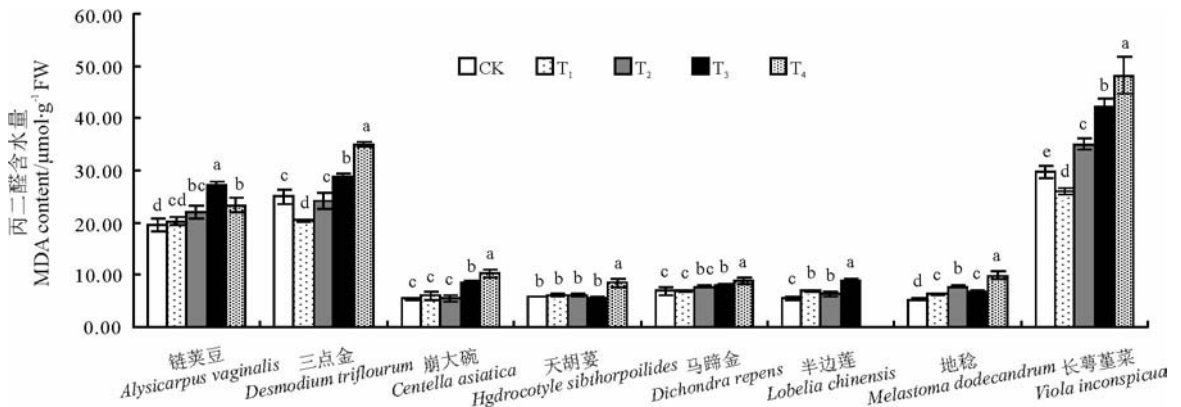 60.00
50.00
40.00
30.00
20.00
10.00
0.00
丙二醛含水量
MDA content/μmol·g⁻¹ FW
CK T₁ T₂ T₃ T₄
d cd bc a b
c d c b a
c c c b a
b b b b a
c c bc b a
c b b a
d c b c a
e d c b a
链荚豆 三点金 崩大碗 天胡荽 马蹄金 半边莲 地稔 长萼堇菜
Alysicarpus vaginalis Desmodium triflourum Centella asiatica Hgdrocotyle sibithorpoilides Dichondra repens Lobelia chinensis Melastoma dodecandrum Viola inconspicua